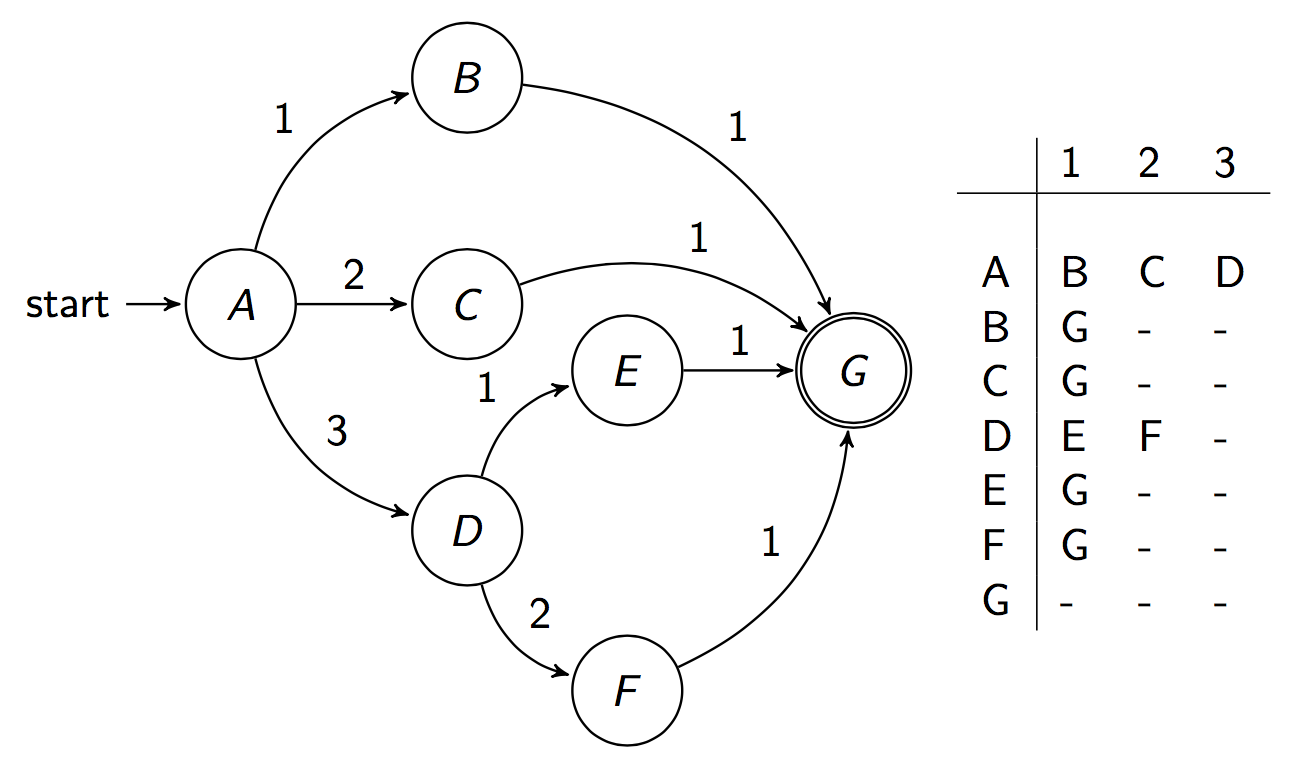 B
1
1
1
start
A
2
C
1
E
1
G
3
1
D
2
F
1
1 2 3
A B C D
B G - -
C G - -
D E F -
E G - -
F G - -
G - - -